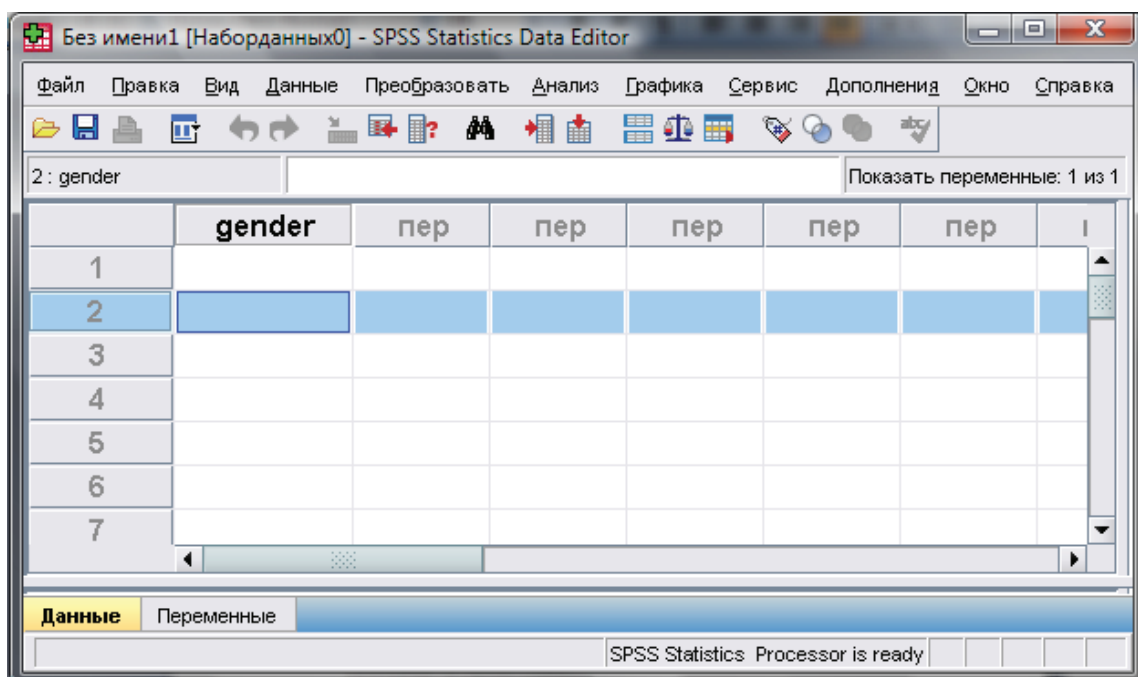 Без имени1 [Наборданных0] - SPSS Statistics Data Editor
Файл Правка Вид Данные Преобразовать Анализ Графика Сервис Дополнения Окно Справка
2 : gender Показать переменные: 1 из 1
gender пер пер пер пер пер
1
2
3
4
5
6
7
Данные Переменные
SPSS Statistics Processor is ready